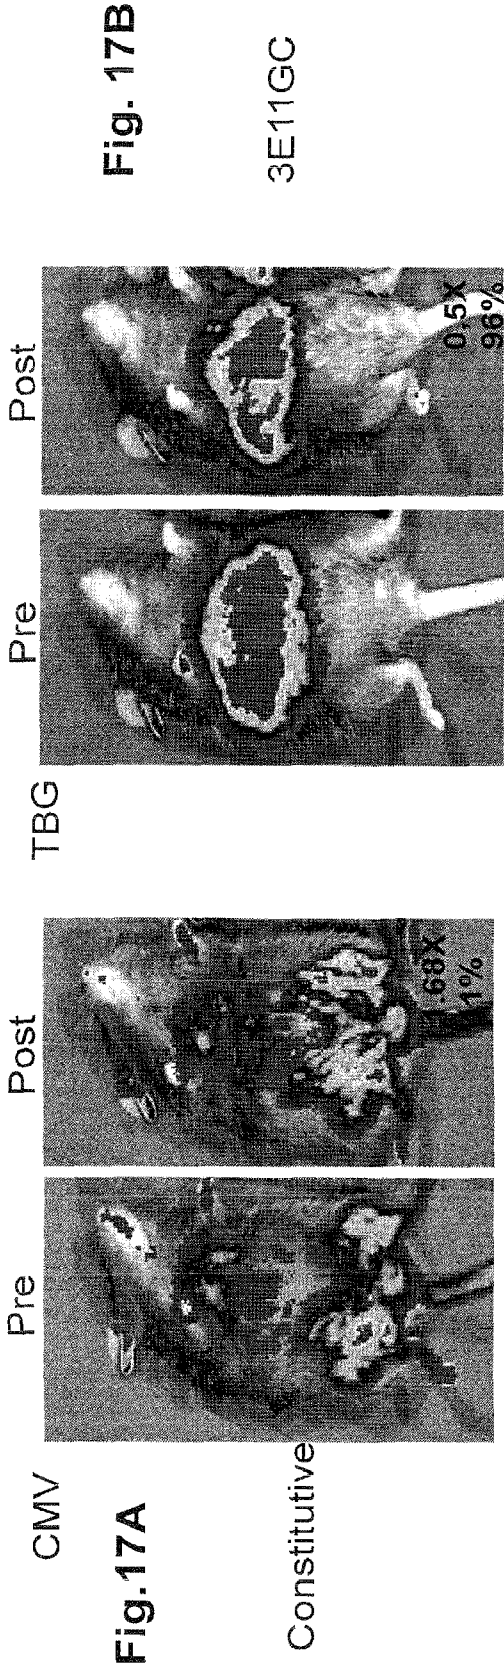 CMV
Pre
Post
Fig.17A
Constitutive
.68X
1%
TBG
Pre
Post
Fig. 17B
3E11GC
0.5X
96%